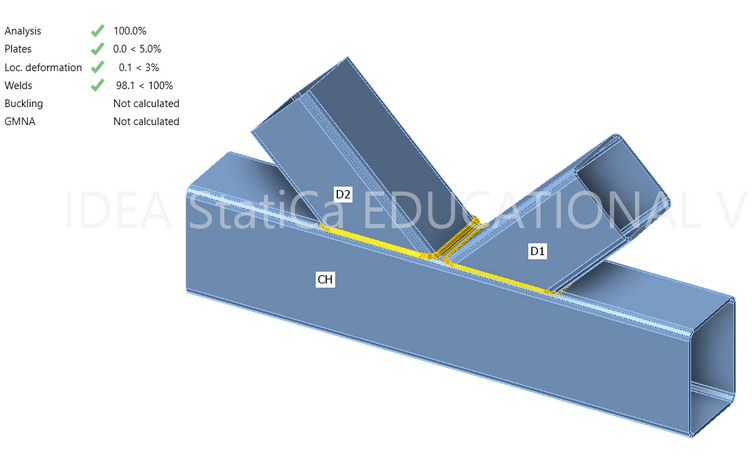 Analysis 100.0%
Plates 0.0 < 5.0%
Loc. deformation 0.1 < 3%
Welds 98.1 < 100%
Buckling Not calculated
GMNA Not calculated
D2
IDEA StatiCa EDUCATIONAL V
D1
CH